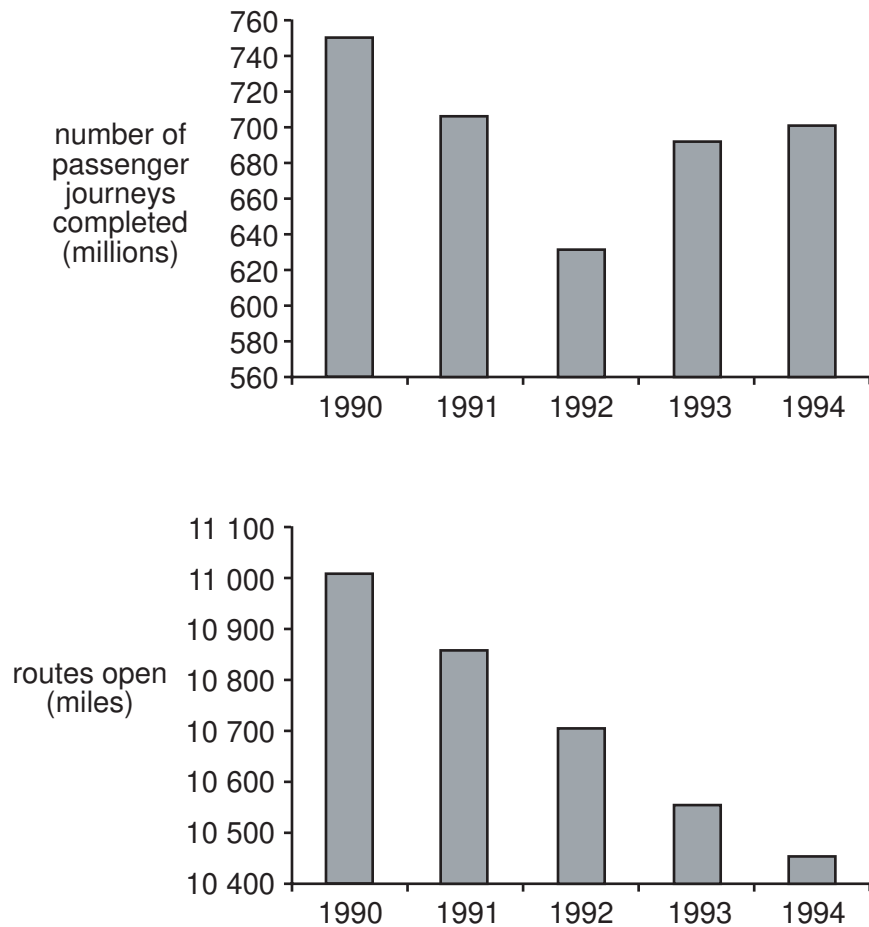 760
740
720
700
680
660
640
620
600
580
560
number of
passenger
journeys
completed
(millions)
1990 1991 1992 1993 1994
11 100
11 000
10 900
10 800
10 700
10 600
10 500
10 400
routes open
(miles)
1990 1991 1992 1993 1994